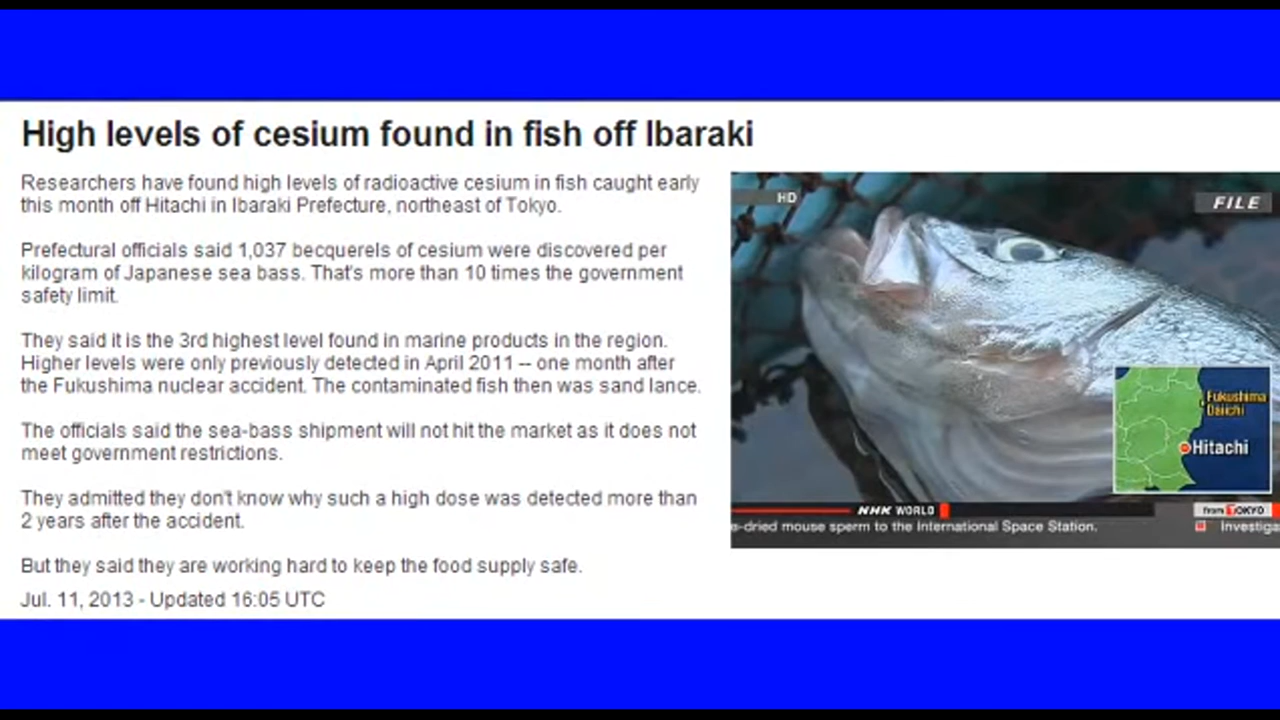 High levels of cesium found in fish off Ibaraki
Researchers have found high levels of radioactive cesium in fish caught early
this month off Hitachi in Ibaraki Prefecture, northeast of Tokyo.
Prefectural officials said 1,037 becquerels of cesium were discovered per
kilogram of Japanese sea bass. That's more than 10 times the government
safety limit.
They said it is the 3rd highest level found in marine products in the region.
Higher levels were only previously detected in April 2011 -- one month after
the Fukushima nuclear accident. The contaminated fish then was sand lance.
The officials said the sea-bass shipment will not hit the market as it does not
meet government restrictions.
They admitted they don't know why such a high dose was detected more than
2 years after the accident.
But they said they are working hard to keep the food supply safe.
Jul. 11, 2013 - Updated 16:05 UTC
HD
FILE
Fukushima
Daiichi
Hitachi
NHK WORLD
from TOKYO
e-dried mouse sperm to the International Space Station.
Investiga